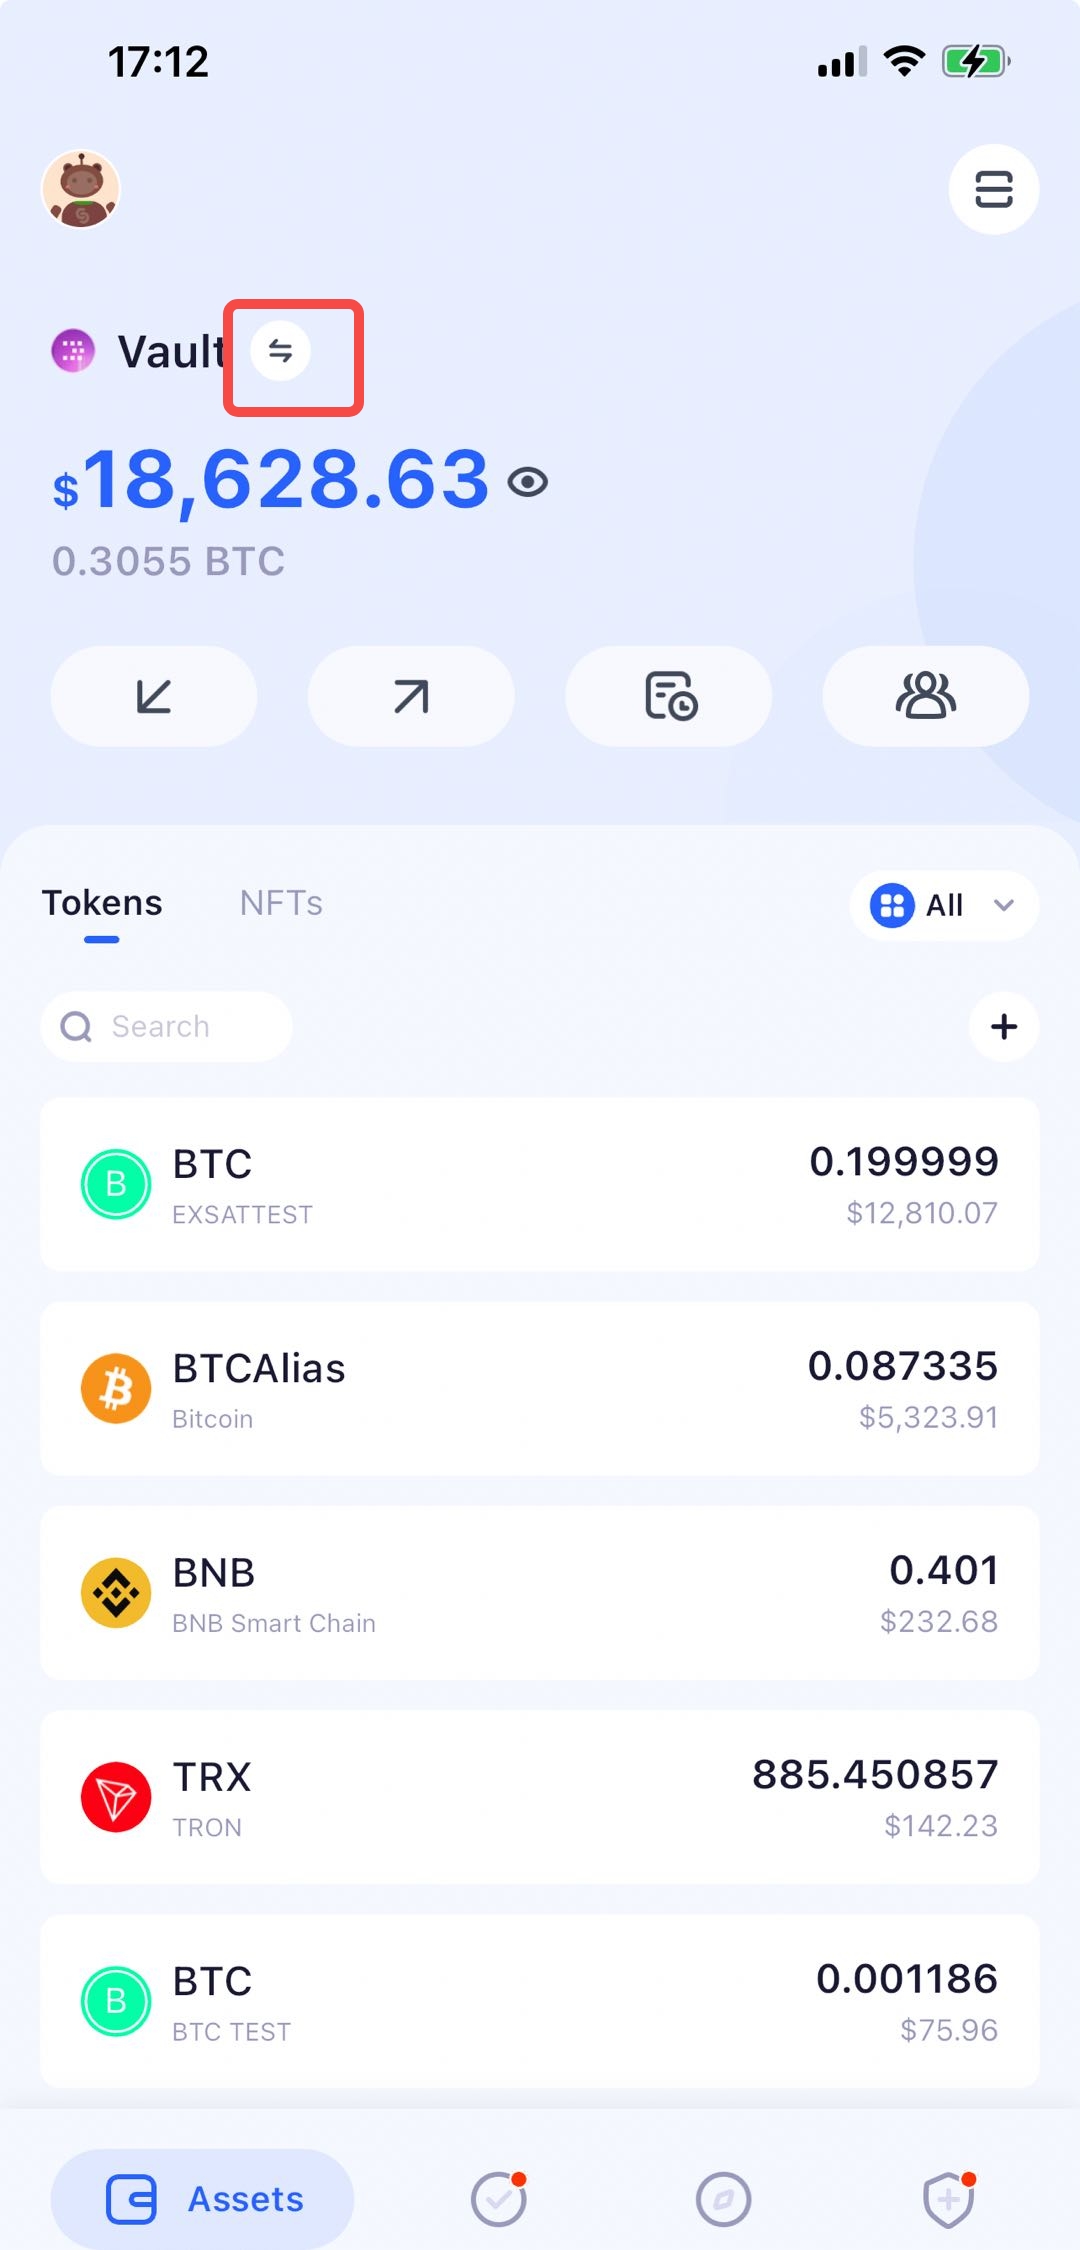 17:12
Vault
$18,628.63
0.3055 BTC
Tokens NFTs All
Search
BTC 0.199999
EXSATTEST $12,810.07
BTCAlias 0.087335
Bitcoin $5,323.91
BNB 0.401
BNB Smart Chain $232.68
TRX 885.450857
TRON $142.23
BTC 0.001186
BTC TEST $75.96
Assets